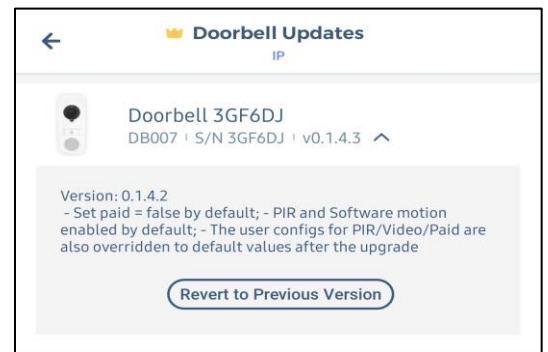 Doorbell Updates
IP
Doorbell 3GF6DJ
DB007 | S/N 3GF6DJ | v0.1.4.3
Version: 0.1.4.2
- Set paid = false by default; - PIR and Software motion
enabled by default; - The user configs for PIR/Video/Paid are
also overridden to default values after the upgrade
Revert to Previous Version